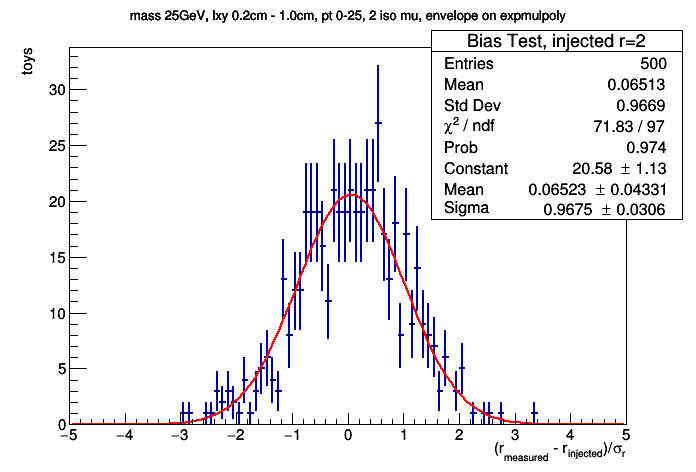 mass 25GeV, lxy 0.2cm - 1.0cm, pt 0-25, 2 iso mu, envelope on expmulpoly
toys
Bias Test, injected r=2
Entries 500
Mean 0.06513
Std Dev 0.9669
χ² / ndf 71.83 / 97
Prob 0.974
Constant 20.58 ± 1.13
Mean 0.06523 ± 0.04331
Sigma 0.9675 ± 0.0306
30
25
20
15
10
5
0
−5 −4 −3 −2 −1 0 1 2 3 4 5
(r_measured - r_injected)/σ_r